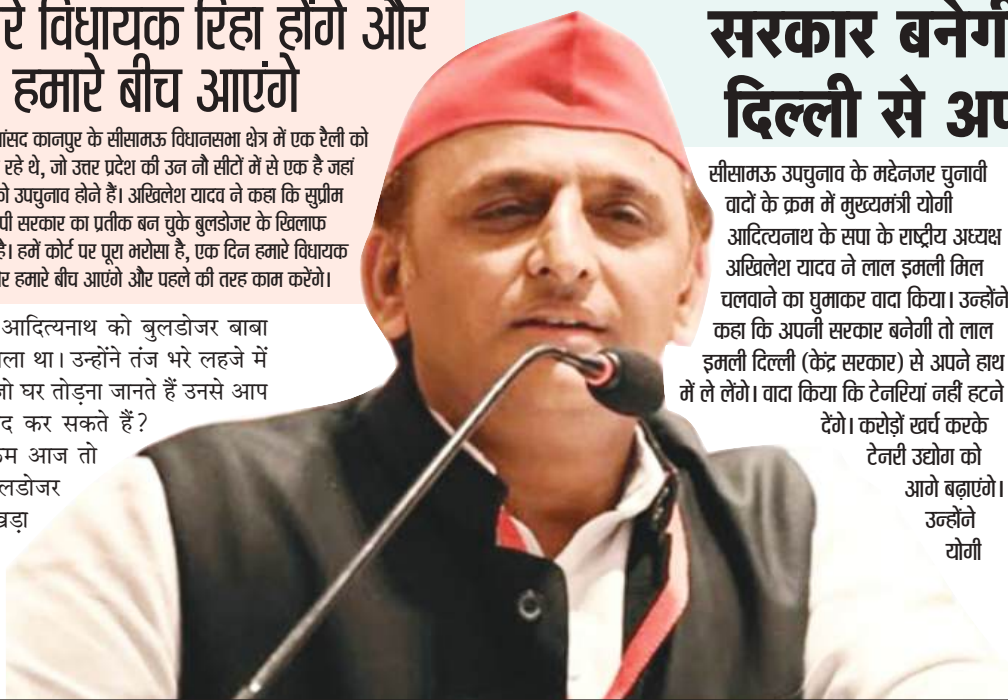 रे विधायक रिहा होंगे और
हमारे बीच आएंगे
सांसद कानपुर के सीसामऊ विधानसभा क्षेत्र में एक रैली को
रहे थे, जो उत्तर प्रदेश की उन नौ सीटों में से एक है जहां
को उपचुनाव होने हैं। अखिलेश यादव ने कहा कि सुप्रीम
पी सरकार का प्रतीक बन चुके बुलडोजर के खिलाफ
है। हमें कोर्ट पर पूरा भरोसा है, एक दिन हमारे विधायक
हमारे बीच आएंगे और पहले की तरह काम करेंगे।
आदित्यनाथ को बुलडोजर बाबा
ला था। उन्होंने तंज भरे लहजे में
जो घर तोड़ना जानते हैं उनसे आप
द कर सकते हैं?
म आज तो
लडोजर
खड़ा
सरकार बनेगी
दिल्ली से अप
सीसामऊ उपचुनाव के मद्देनजर चुनावी
वादों के क्रम में मुख्यमंत्री योगी
आदित्यनाथ के सपा के राष्ट्रीय अध्यक्ष
अखिलेश यादव ने लाल इमली मिल
चलवाने का घुमाकर वादा किया। उन्होंने
कहा कि अपनी सरकार बनेगी तो लाल
इमली दिल्ली (केंद्र सरकार) से अपने हाथ
में ले लेंगे। वादा किया कि टेनरियां नहीं हटने
देंगे। करोड़ों खर्च करके
टेनरी उद्योग को
आगे बढ़ाएंगे।
उन्होंने
योगी